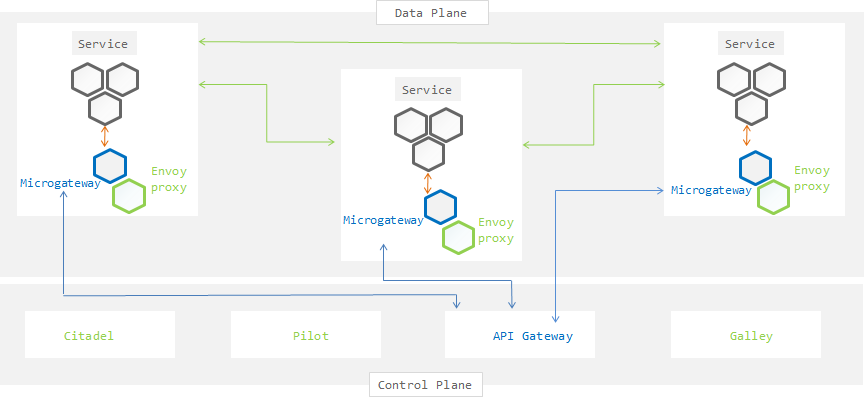 Data Plane
Service
Service
Service
Envoy
proxy
Microgateway
Envoy
proxy
Microgateway
Microgateway
Envoy
proxy
Citadel
Pilot
API Gateway
Galley
Control Plane